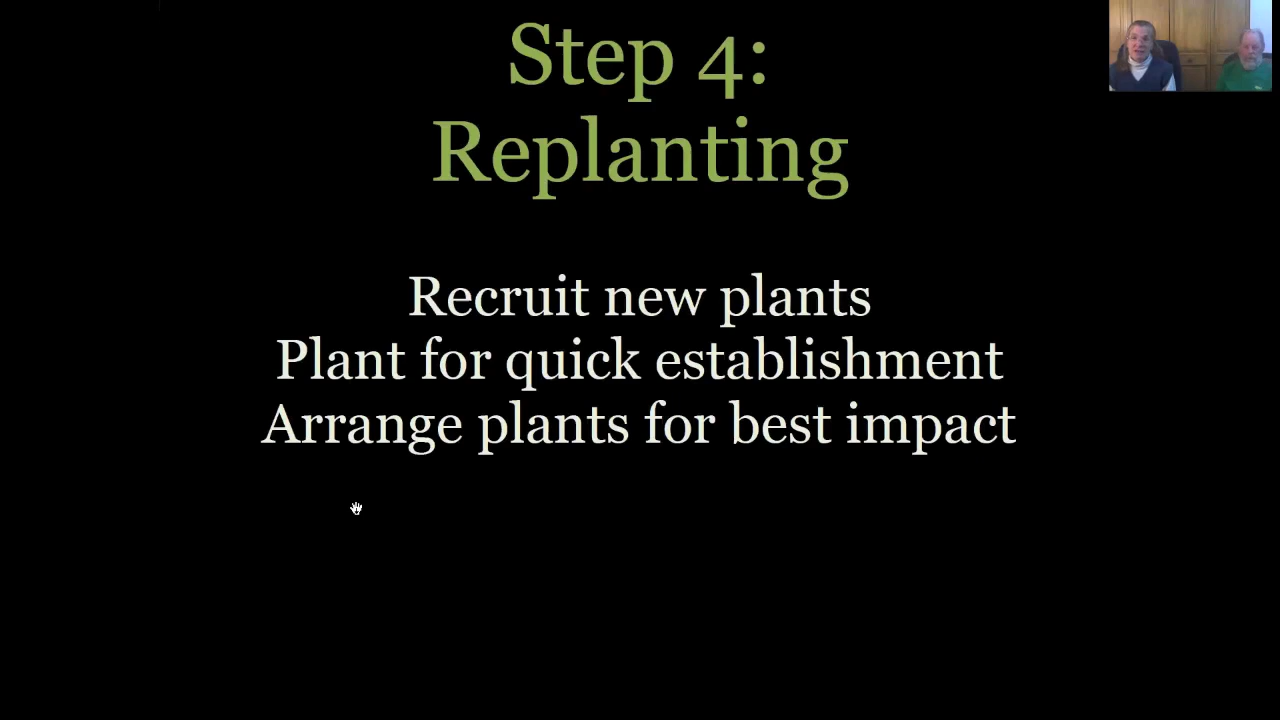 Step 4:
Replanting
Recruit new plants
Plant for quick establishment
Arrange plants for best impact